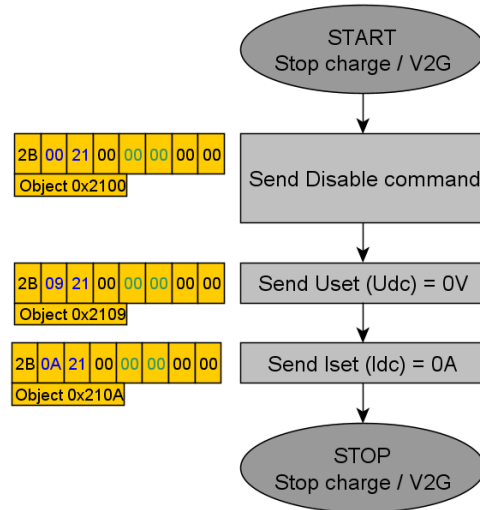 START
Stop charge / V2G
2B 00 21 00 00 00 00 00
Object 0x2100
Send Disable command
2B 09 21 00 00 00 00 00
Object 0x2109
Send Uset (Udc) = 0V
2B 0A 21 00 00 00 00 00
Object 0x210A
Send Iset (Idc) = 0A
STOP
Stop charge / V2G